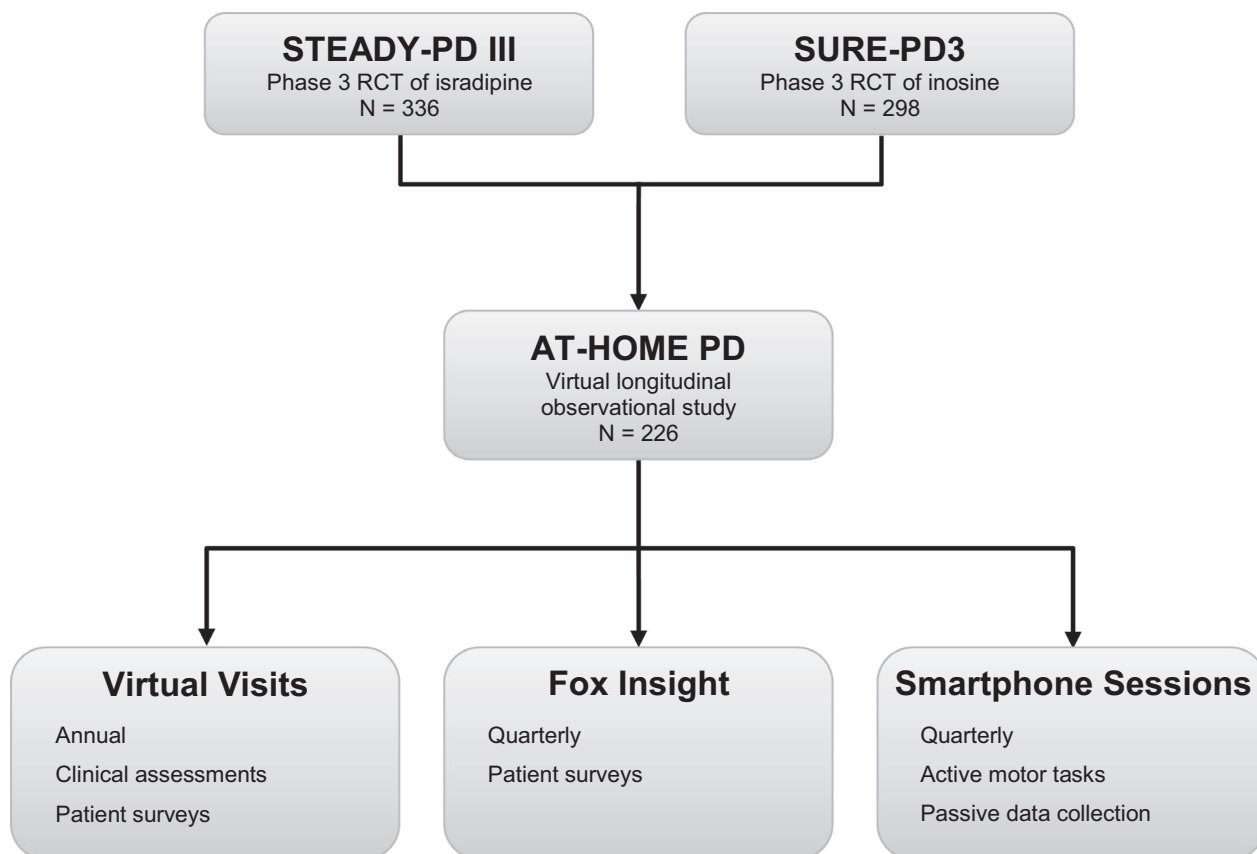 STEADY-PD III
Phase 3 RCT of isradipine
N = 336
SURE-PD3
Phase 3 RCT of inosine
N = 298
AT-HOME PD
Virtual longitudinal
observational study
N = 226
Virtual Visits
Annual
Clinical assessments
Patient surveys
Fox Insight
Quarterly
Patient surveys
Smartphone Sessions
Quarterly
Active motor tasks
Passive data collection